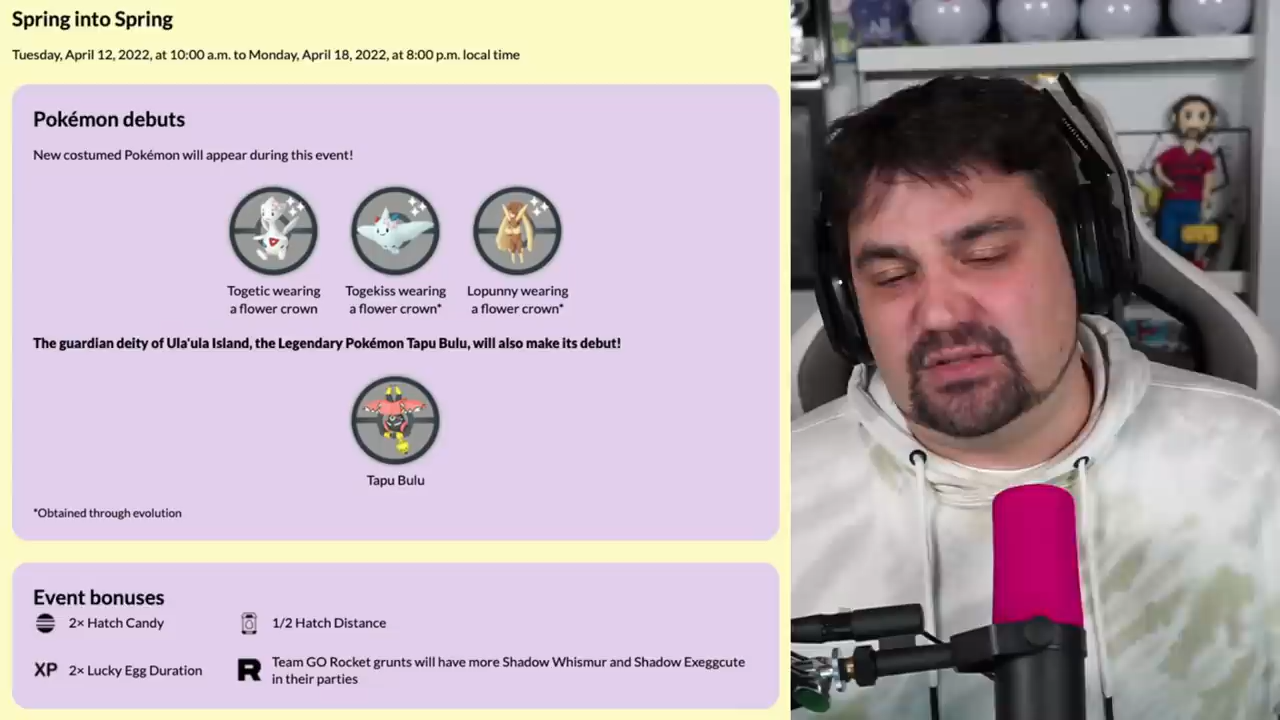 Spring into Spring
Tuesday, April 12, 2022, at 10:00 a.m. to Monday, April 18, 2022, at 8:00 p.m. local time
Pokémon debuts
New costumed Pokémon will appear during this event!
Togetic wearing
a flower crown
Togekiss wearing
a flower crown*
Lopunny wearing
a flower crown*
The guardian deity of Ula'ula Island, the Legendary Pokémon Tapu Bulu, will also make its debut!
Tapu Bulu
*Obtained through evolution
Event bonuses
2× Hatch Candy
1/2 Hatch Distance
XP 2× Lucky Egg Duration
R Team GO Rocket grunts will have more Shadow Whismur and Shadow Exeggcute
in their parties